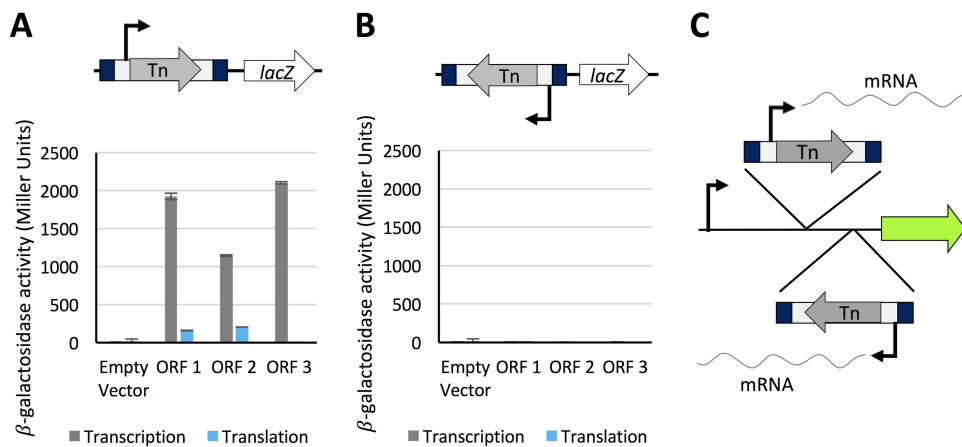 A
Tn
lacZ
β-galactosidase activity (Miller Units)
2500
2000
1500
1000
500
0
Empty Vector
ORF 1
ORF 2
ORF 3
Transcription
Translation
B
Tn
lacZ
β-galactosidase activity (Miller Units)
2500
2000
1500
1000
500
0
Empty Vector
ORF 1
ORF 2
ORF 3
Transcription
Translation
C
mRNA
Tn
Tn
mRNA